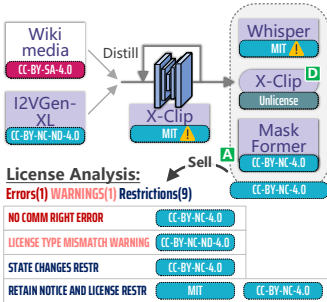 Wiki
media
CC-BY-SA-4.0
I2VGen-
XL
CC-BY-NC-ND-4.0
Distill
X-Clip
MIT
Whisper
MIT
X-Clip
D
Unlicense
Mask
Former
CC-BY-NC-4.0
Sell
A
CC-BY-NC-4.0
License Analysis:
Errors(1) WARNINGS(1) Restrictions(9)
NO COMM RIGHT ERROR CC-BY-NC-4.0
LICENSE TYPE MISMATCH WARNING CC-BY-NC-ND-4.0
STATE CHANGES RESTR CC-BY-NC-4.0
RETAIN NOTICE AND LICENSE RESTR MIT CC-BY-NC-4.0